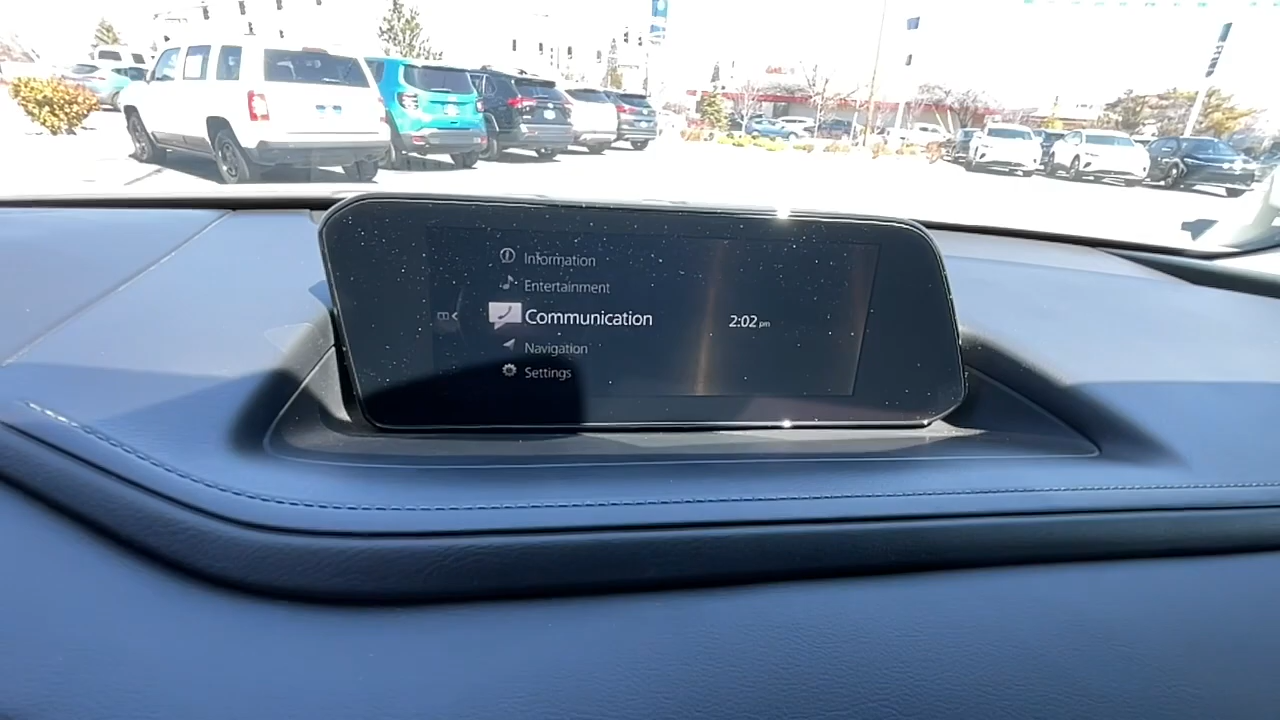 Information
Entertainment
Communication
2:02 pm
Navigation
Settings